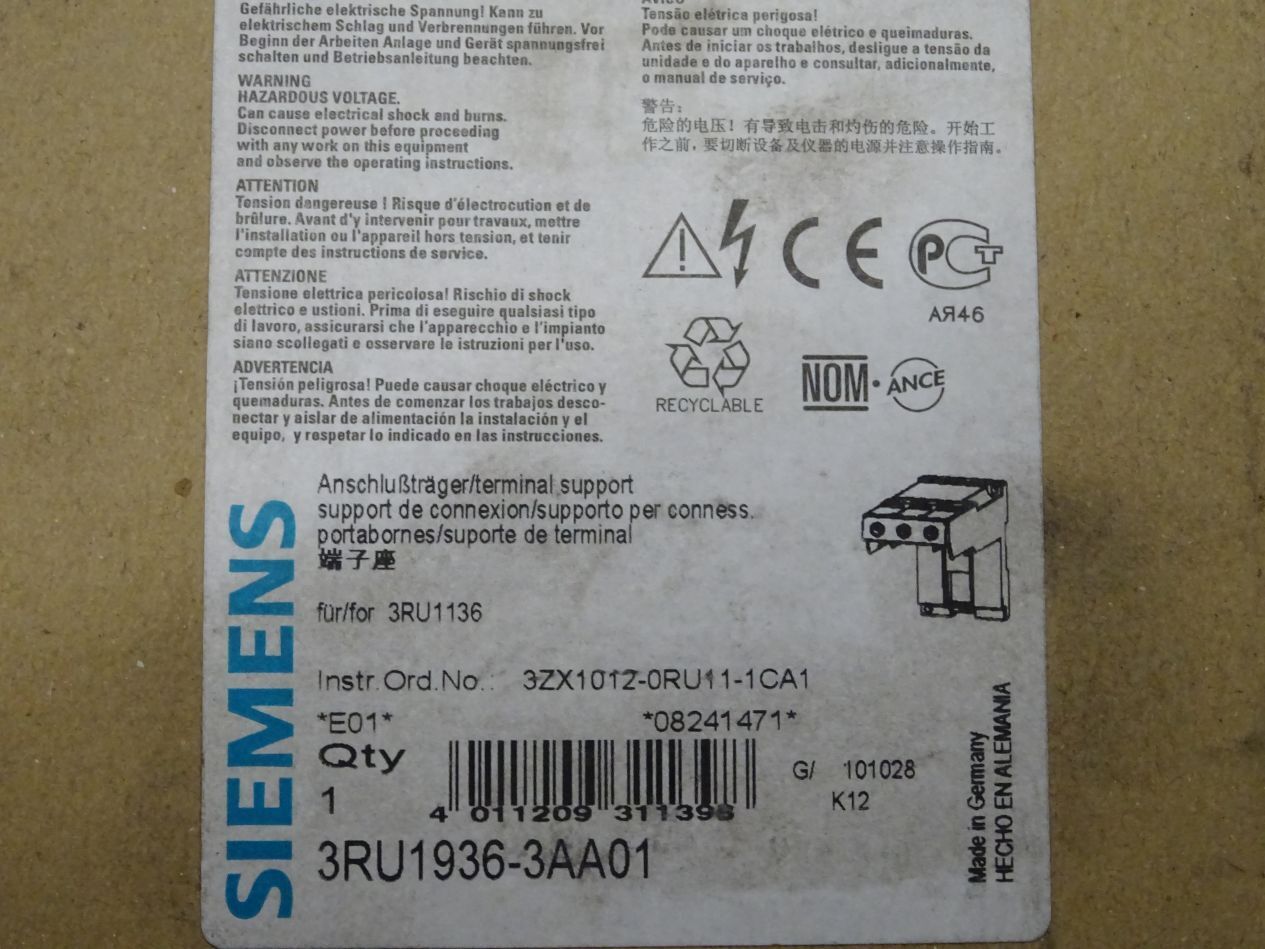 Gefährliche elektrische Spannung! Kann zu
elektrischem Schlag und Verbrennungen führen. Vor
Beginn der Arbeiten Anlage und Gerät spannungsfrei
schalten und Betriebsanleitung beachten.
WARNING
HAZARDOUS VOLTAGE.
Can cause electrical shock and burns.
Disconnect power before proceeding
with any work on this equipment
and observe the operating instructions.
ATTENTION
Tension dangereuse ! Risque d'électrocution et de
brûlure. Avant d'y intervenir pour travaux, mettre
l'installation ou l'appareil hors tension, et tenir
compte des instructions de service.
ATTENZIONE
Tensione elettrica pericolosa! Rischio di shock
elettrico e ustioni. Prima di eseguire qualsiasi tipo
di lavoro, assicurarsi che l'apparecchio e l'impianto
siano scollegati e osservare le istruzioni per l'uso.
ADVERTENCIA
¡Tensión peligrosa! Puede causar choque eléctrico y
quemaduras. Antes de comenzar los trabajos desco-
nectar y aislar de alimentación la instalación y el
equipo, y respetar lo indicado en las instrucciones.
AVISO
Tensão elétrica perigosa!
Pode causar um choque elétrico e queimaduras.
Antes de iniciar os trabalhos, desligue a tensão da
unidade e do aparelho e consultar, adicionalmente,
o manual de serviço.
警告:
危险的电压! 有导致电击和灼伤的危险。开始工
作之前, 要切断设备及仪器的电源并注意操作指南。
CE
РСТ
АЯ46
RECYCLABLE
NOM·ANCE
SIEMENS
Anschlußträger/terminal support
support de connexion/supporto per conness.
portabornes/suporte de terminal
端子座
für/for 3RU1136
Instr.Ord.No.: 3ZX1012-0RU11-1CA1
*E01* *08241471*
Qty
1
4 011209 311398
G/ 101028
K12
3RU1936-3AA01
Made in Germany
HECHO EN ALEMANIA